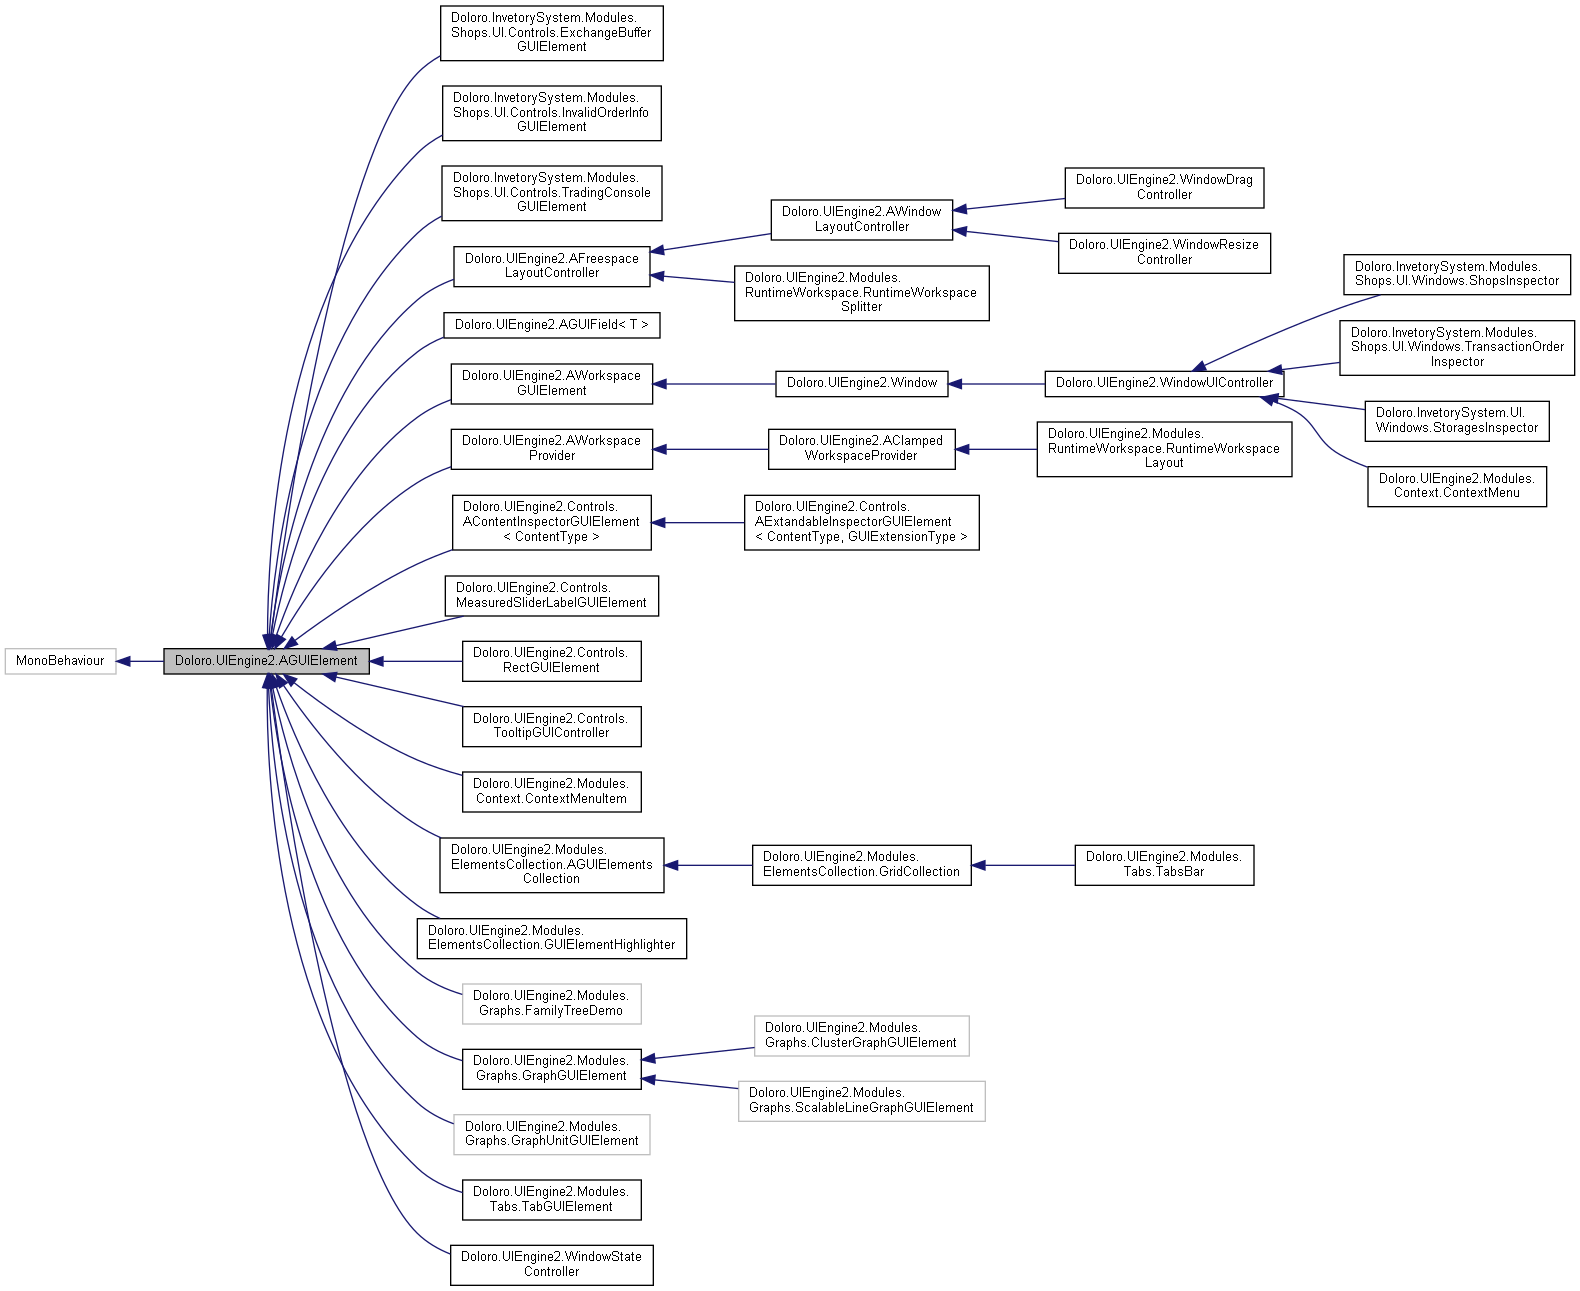 Doloro.InvetorySystem.Modules.
Shops.UI.Controls.ExchangeBuffer
GUIElement
Doloro.InvetorySystem.Modules.
Shops.UI.Controls.InvalidOrderInfo
GUIElement
Doloro.InvetorySystem.Modules.
Shops.UI.Controls.TradingConsole
GUIElement
Doloro.UIEngine2.AFreespace
LayoutController
Doloro.UIEngine2.AWindow
LayoutController
Doloro.UIEngine2.WindowDrag
Controller
Doloro.UIEngine2.WindowResize
Controller
Doloro.UIEngine2.Modules.
RuntimeWorkspace.RuntimeWorkspace
Splitter
Doloro.UIEngine2.AGUIField< T >
Doloro.UIEngine2.AWorkspace
GUIElement
Doloro.UIEngine2.Window
Doloro.UIEngine2.WindowUIController
Doloro.InvetorySystem.Modules.
Shops.UI.Windows.ShopsInspector
Doloro.InvetorySystem.Modules.
Shops.UI.Windows.TransactionOrder
Inspector
Doloro.InvetorySystem.UI.
Windows.StoragesInspector
Doloro.UIEngine2.Modules.
Context.ContextMenu
Doloro.UIEngine2.AWorkspace
Provider
Doloro.UIEngine2.AClamped
WorkspaceProvider
Doloro.UIEngine2.Modules.
RuntimeWorkspace.RuntimeWorkspace
Layout
Doloro.UIEngine2.Controls.
AContentInspectorGUIElement
< ContentType >
Doloro.UIEngine2.Controls.
AExtandableInspectorGUIElement
< ContentType, GUIExtensionType >
Doloro.UIEngine2.Controls.
MeasuredSliderLabelGUIElement
MonoBehaviour
Doloro.UIEngine2.AGUIElement
Doloro.UIEngine2.Controls.
RectGUIElement
Doloro.UIEngine2.Controls.
TooltipGUIController
Doloro.UIEngine2.Modules.
Context.ContextMenuItem
Doloro.UIEngine2.Modules.
ElementsCollection.AGUIElements
Collection
Doloro.UIEngine2.Modules.
ElementsCollection.GridCollection
Doloro.UIEngine2.Modules.
Tabs.TabsBar
Doloro.UIEngine2.Modules.
ElementsCollection.GUIElementHighlighter
Doloro.UIEngine2.Modules.
Graphs.FamilyTreeDemo
Doloro.UIEngine2.Modules.
Graphs.GraphGUIElement
Doloro.UIEngine2.Modules.
Graphs.ClusterGraphGUIElement
Doloro.UIEngine2.Modules.
Graphs.ScalableLineGraphGUIElement
Doloro.UIEngine2.Modules.
Graphs.GraphUnitGUIElement
Doloro.UIEngine2.Modules.
Tabs.TabGUIElement
Doloro.UIEngine2.WindowState
Controller